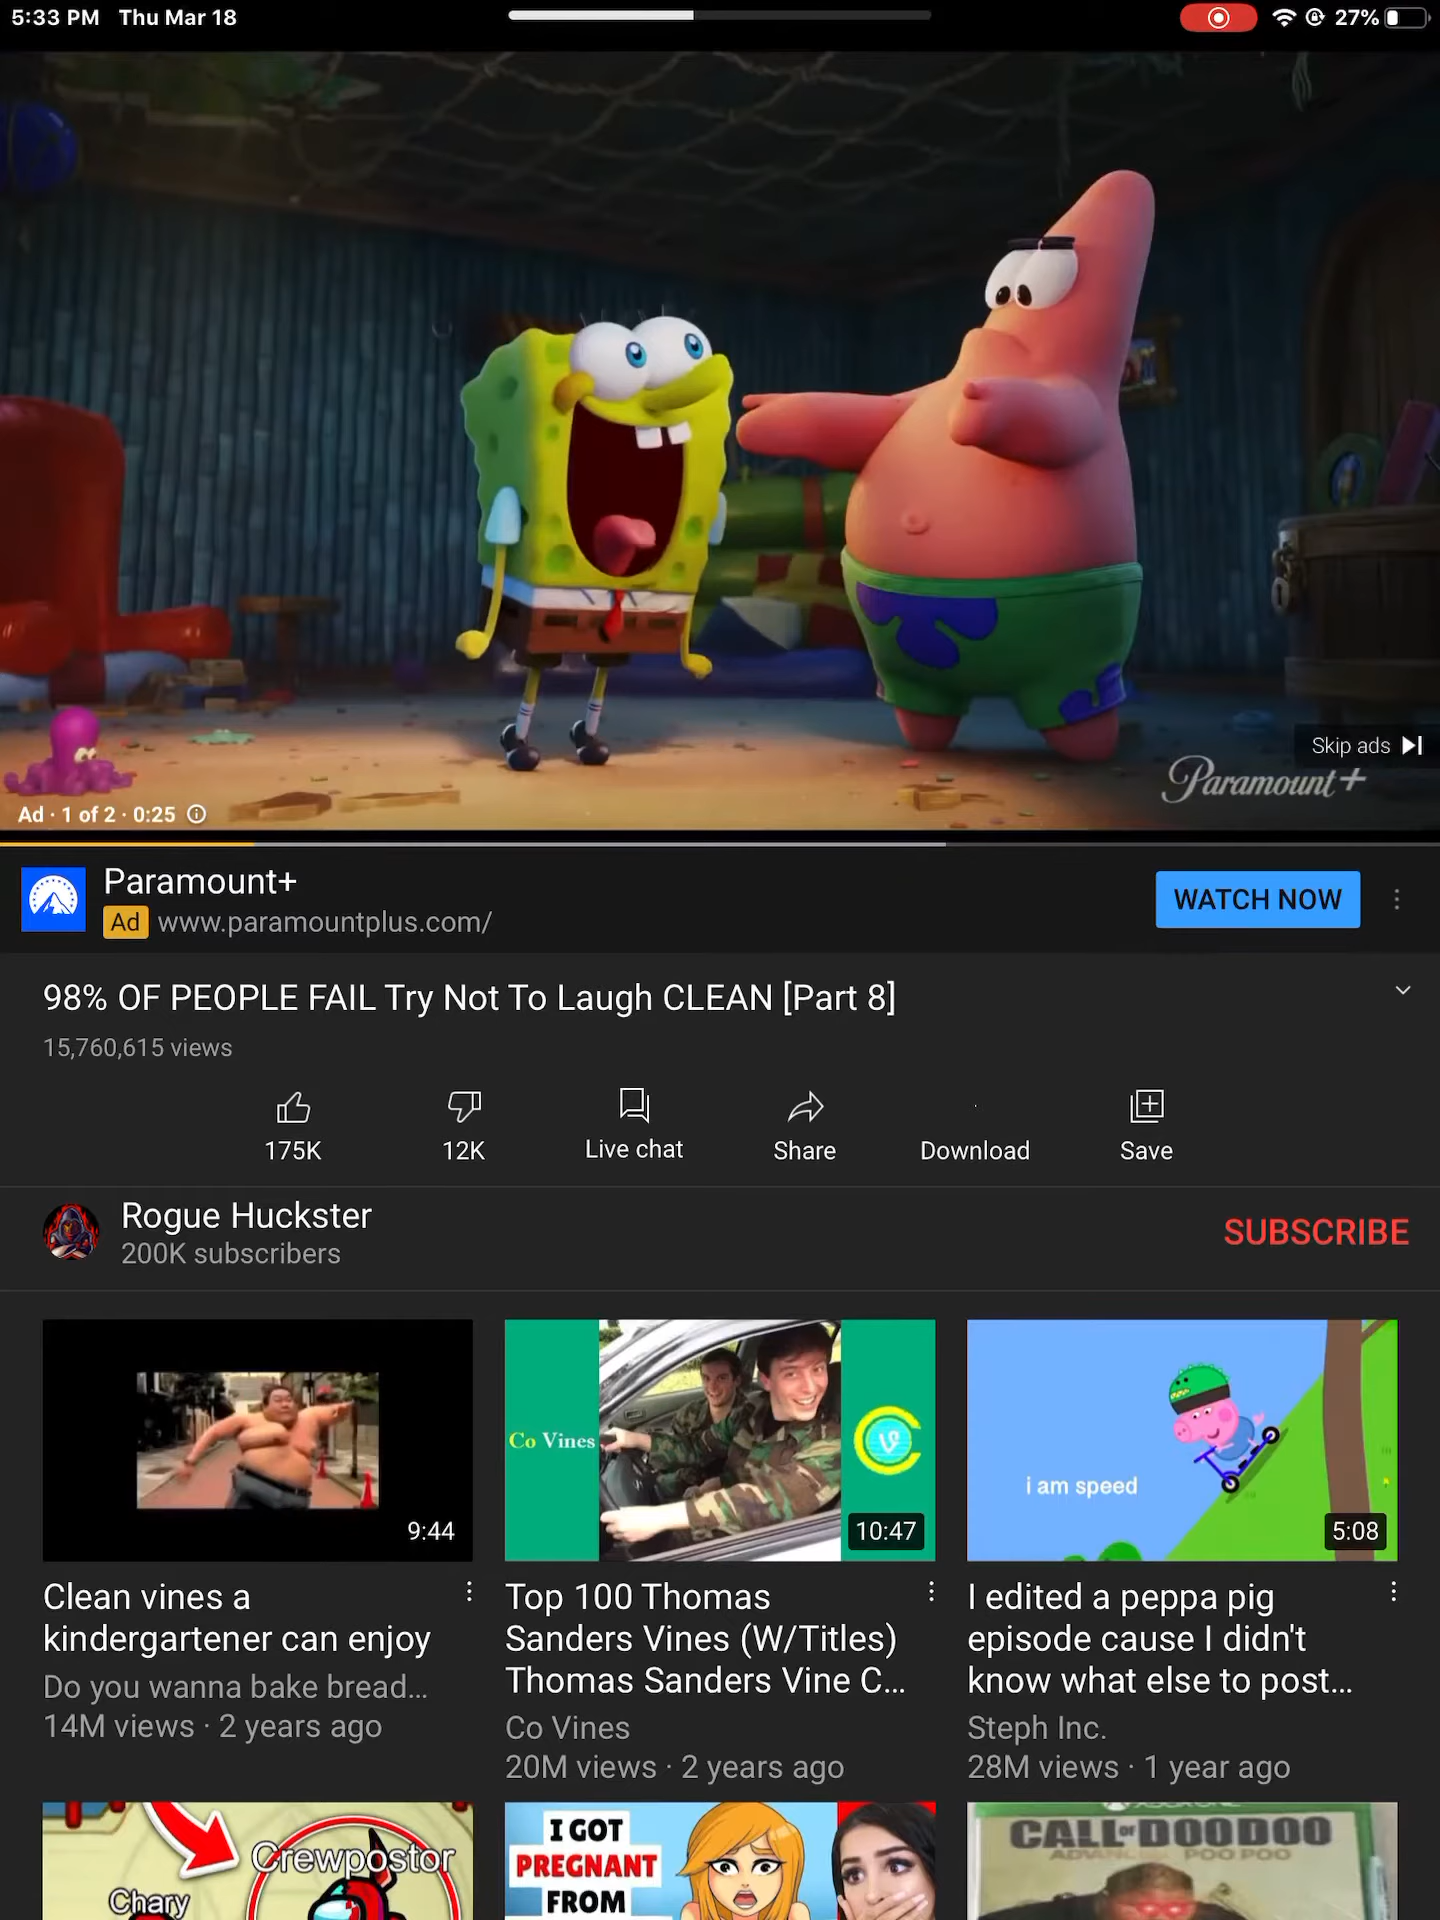 5:33 PM Thu Mar 18
27%
Skip ads
Paramount+
Ad · 1 of 2 · 0:25
Paramount+
Ad www.paramountplus.com/
WATCH NOW
98% OF PEOPLE FAIL Try Not To Laugh CLEAN [Part 8]
15,760,615 views
175K
12K
Live chat
Share
Download
Save
Rogue Huckster
200K subscribers
SUBSCRIBE
9:44
Clean vines a
kindergartener can enjoy
Do you wanna bake bread...
14M views · 2 years ago
Co Vines
10:47
Top 100 Thomas
Sanders Vines (W/Titles)
Thomas Sanders Vine C...
Co Vines
20M views · 2 years ago
i am speed
5:08
I edited a peppa pig
episode cause I didn't
know what else to post...
Steph Inc.
28M views · 1 year ago
Crewpostor
Chary
I GOT
PREGNANT
FROM
CALL OF DOODOO
ADVANCED POO POO